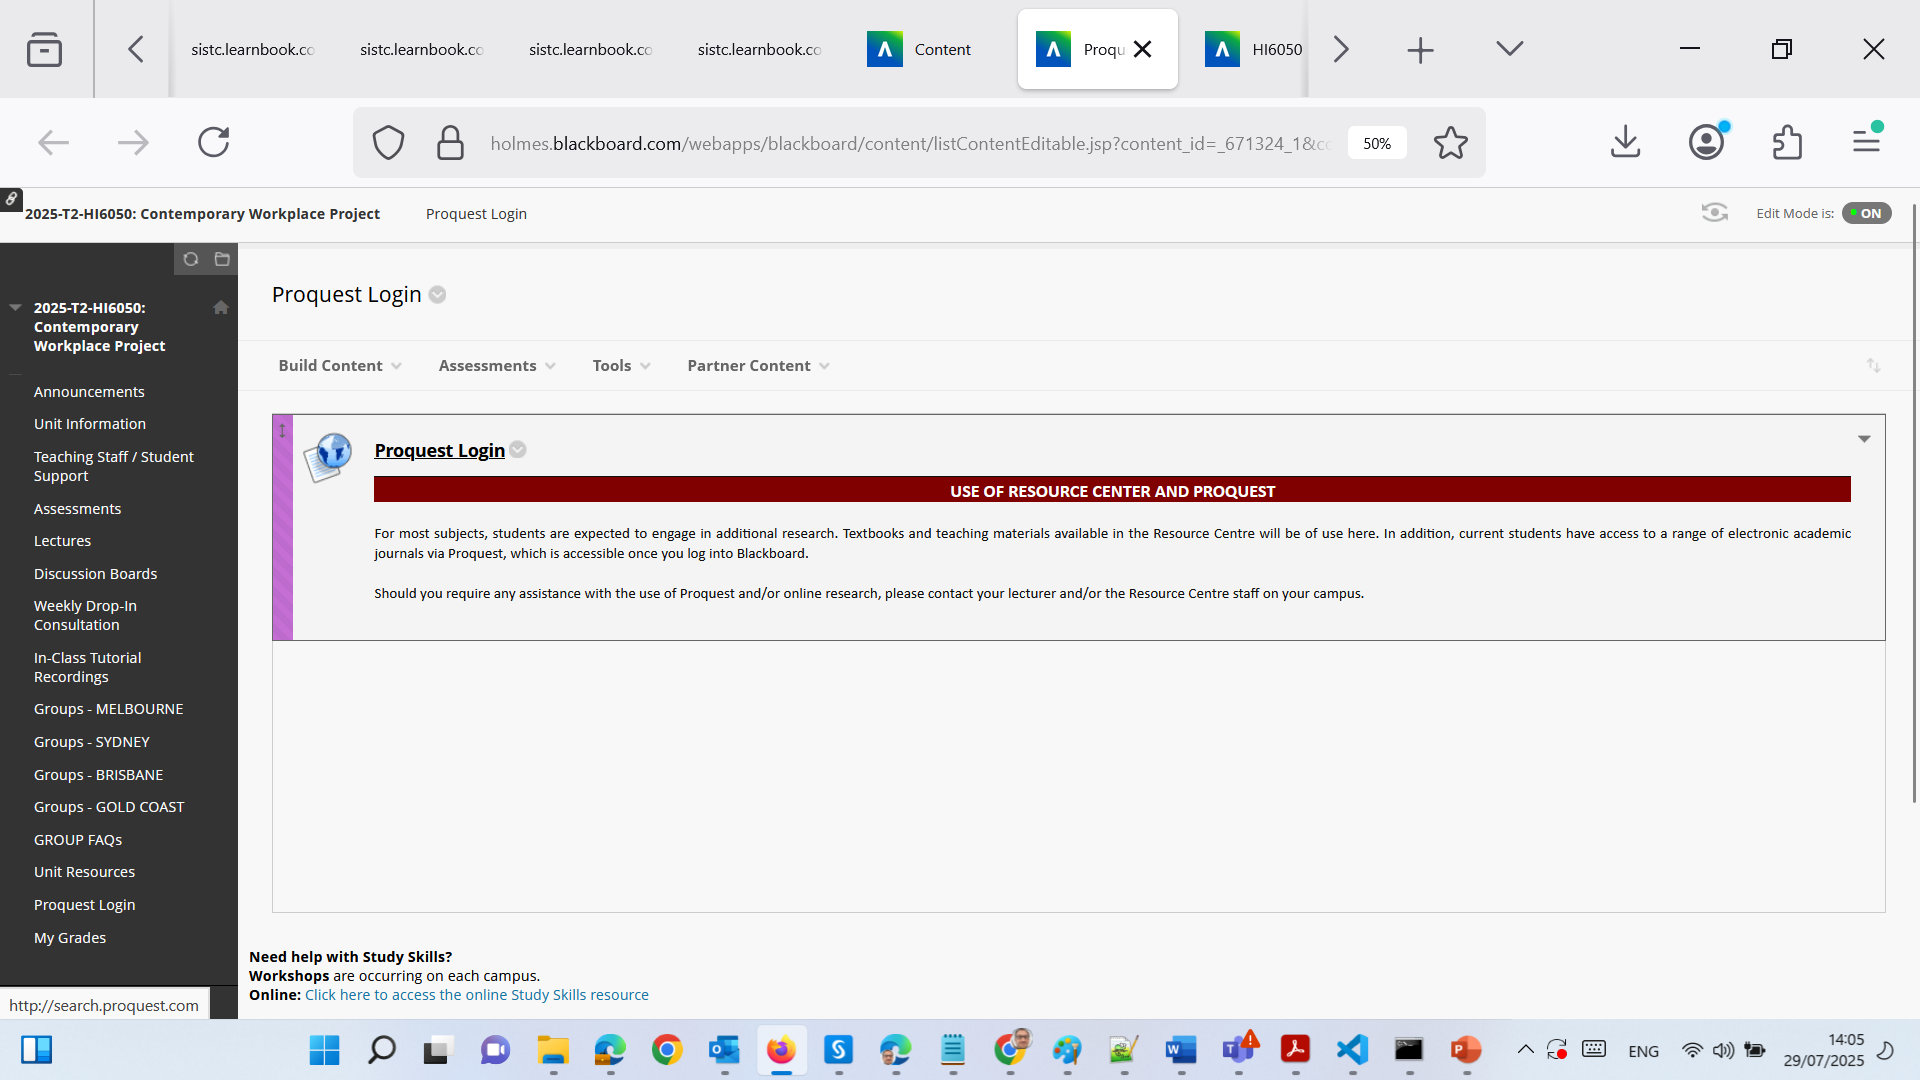 sistc.learnbook.co
sistc.learnbook.co
sistc.learnbook.co
sistc.learnbook.co
Content
Proqu
HI6050
holmes.blackboard.com/webapps/blackboard/content/listContentEditable.jsp?content_id=_671324_1&cc
50%
2025-T2-HI6050: Contemporary Workplace Project
Proquest Login
Edit Mode is:
ON
2025-T2-HI6050:
Contemporary
Workplace Project
Announcements
Unit Information
Teaching Staff / Student
Support
Assessments
Lectures
Discussion Boards
Weekly Drop-In
Consultation
In-Class Tutorial
Recordings
Groups - MELBOURNE
Groups - SYDNEY
Groups - BRISBANE
Groups - GOLD COAST
GROUP FAQs
Unit Resources
Proquest Login
My Grades
Proquest Login
Build Content
Assessments
Tools
Partner Content
Proquest Login
USE OF RESOURCE CENTER AND PROQUEST
For most subjects, students are expected to engage in additional research. Textbooks and teaching materials available in the Resource Centre will be of use here. In addition, current students have access to a range of electronic academic
journals via Proquest, which is accessible once you log into Blackboard.
Should you require any assistance with the use of Proquest and/or online research, please contact your lecturer and/or the Resource Centre staff on your campus.
Need help with Study Skills?
Workshops are occurring on each campus.
Online: Click here to access the online Study Skills resource
http://search.proquest.com
ENG
14:05
29/07/2025